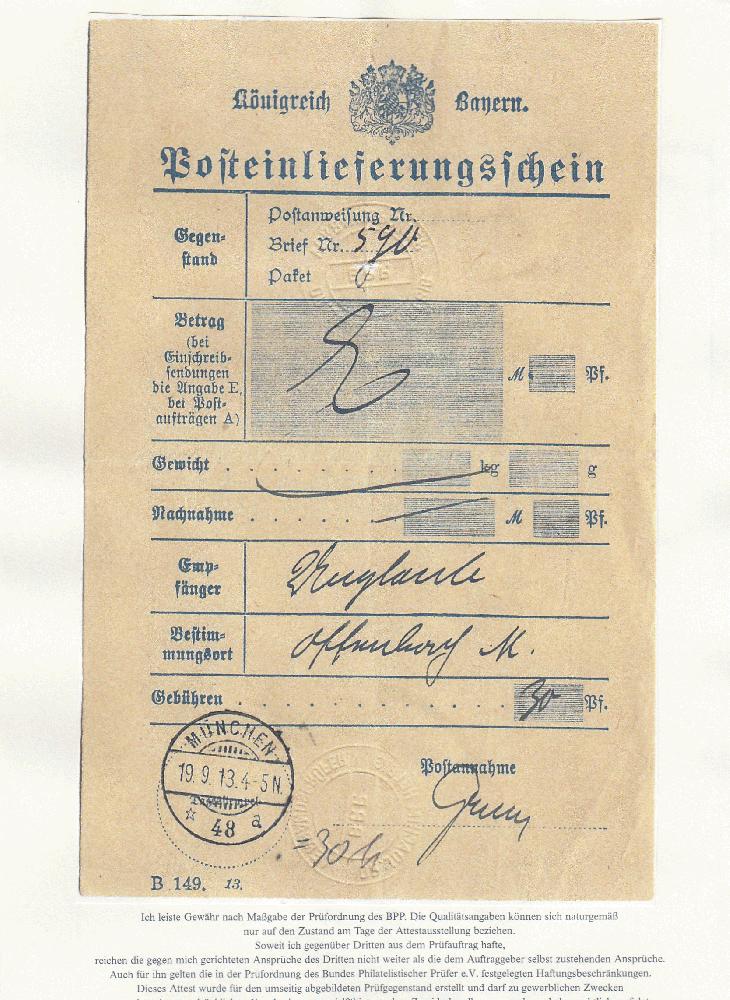 Königreich Bayern.
Posteinlieferungsschein
Gegen-
stand
Postanweisung Nr.
Brief Nr. 590
Paket
Betrag
(bei
Einschreib-
sendungen
die Angabe E,
bei Post-
aufträgen A)
E
M Pf.
Gewicht . . . . . . . kg g
Nachnahme . . . . . M Pf.
Emp-
fänger
Bestim-
mungsort
Offenbach M.
Gebühren . . . . . . . . . . . 30 Pf.
MÜNCHEN
19. 9. 13. 4-5 N.
48 a
Postannahme
30 h
B 149. 13.
Ich leiste Gewähr nach Maßgabe der Prüfordnung des BPP. Die Qualitätsangaben können sich naturgemäß
nur auf den Zustand am Tage der Attestausstellung beziehen.
Soweit ich gegenüber Dritten aus dem Prüfauftrag hafte,
reichen die gegen mich gerichteten Ansprüche des Dritten nicht weiter als die dem Auftraggeber selbst zustehenden Ansprüche.
Auch für ihn gelten die in der Prüfordnung des Bundes Philatelistischer Prüfer e.V. festgelegten Haftungsbeschränkungen.
Dieses Attest wurde für den umseitig abgebildeten Prüfgegenstand erstellt und darf zu gewerblichen Zwecken